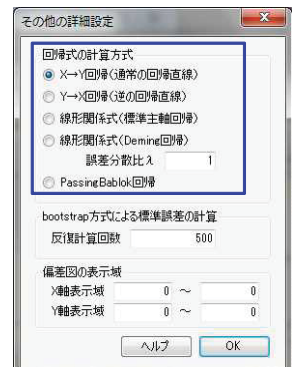 その他の詳細設定
回帰式の計算方式
X→Y回帰(通常の回帰直線)
Y→X回帰(逆の回帰直線)
線形関係式(標準主軸回帰)
線形関係式(Deming回帰)
誤差分散比λ 1
PassingBablok回帰
bootstrap方式による標準誤差の計算
反復計算回数 500
偏差図の表示域
X軸表示域 0 ～ 0
Y軸表示域 0 ～ 0
ヘルプ OK